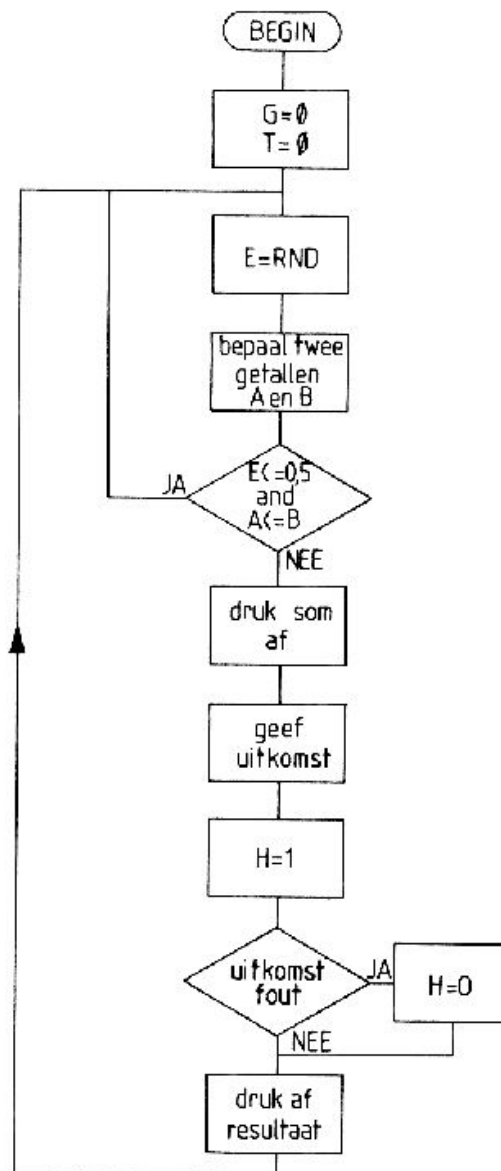 BEGIN
G=Ø
T=Ø
E=RND
bepaal twee
getallen
A en B
E<=0,5
and
A<=B
JA
NEE
druk som
af
geef
uitkomst
H=1
uitkomst
fout
JA
H=0
NEE
druk af
resultaat